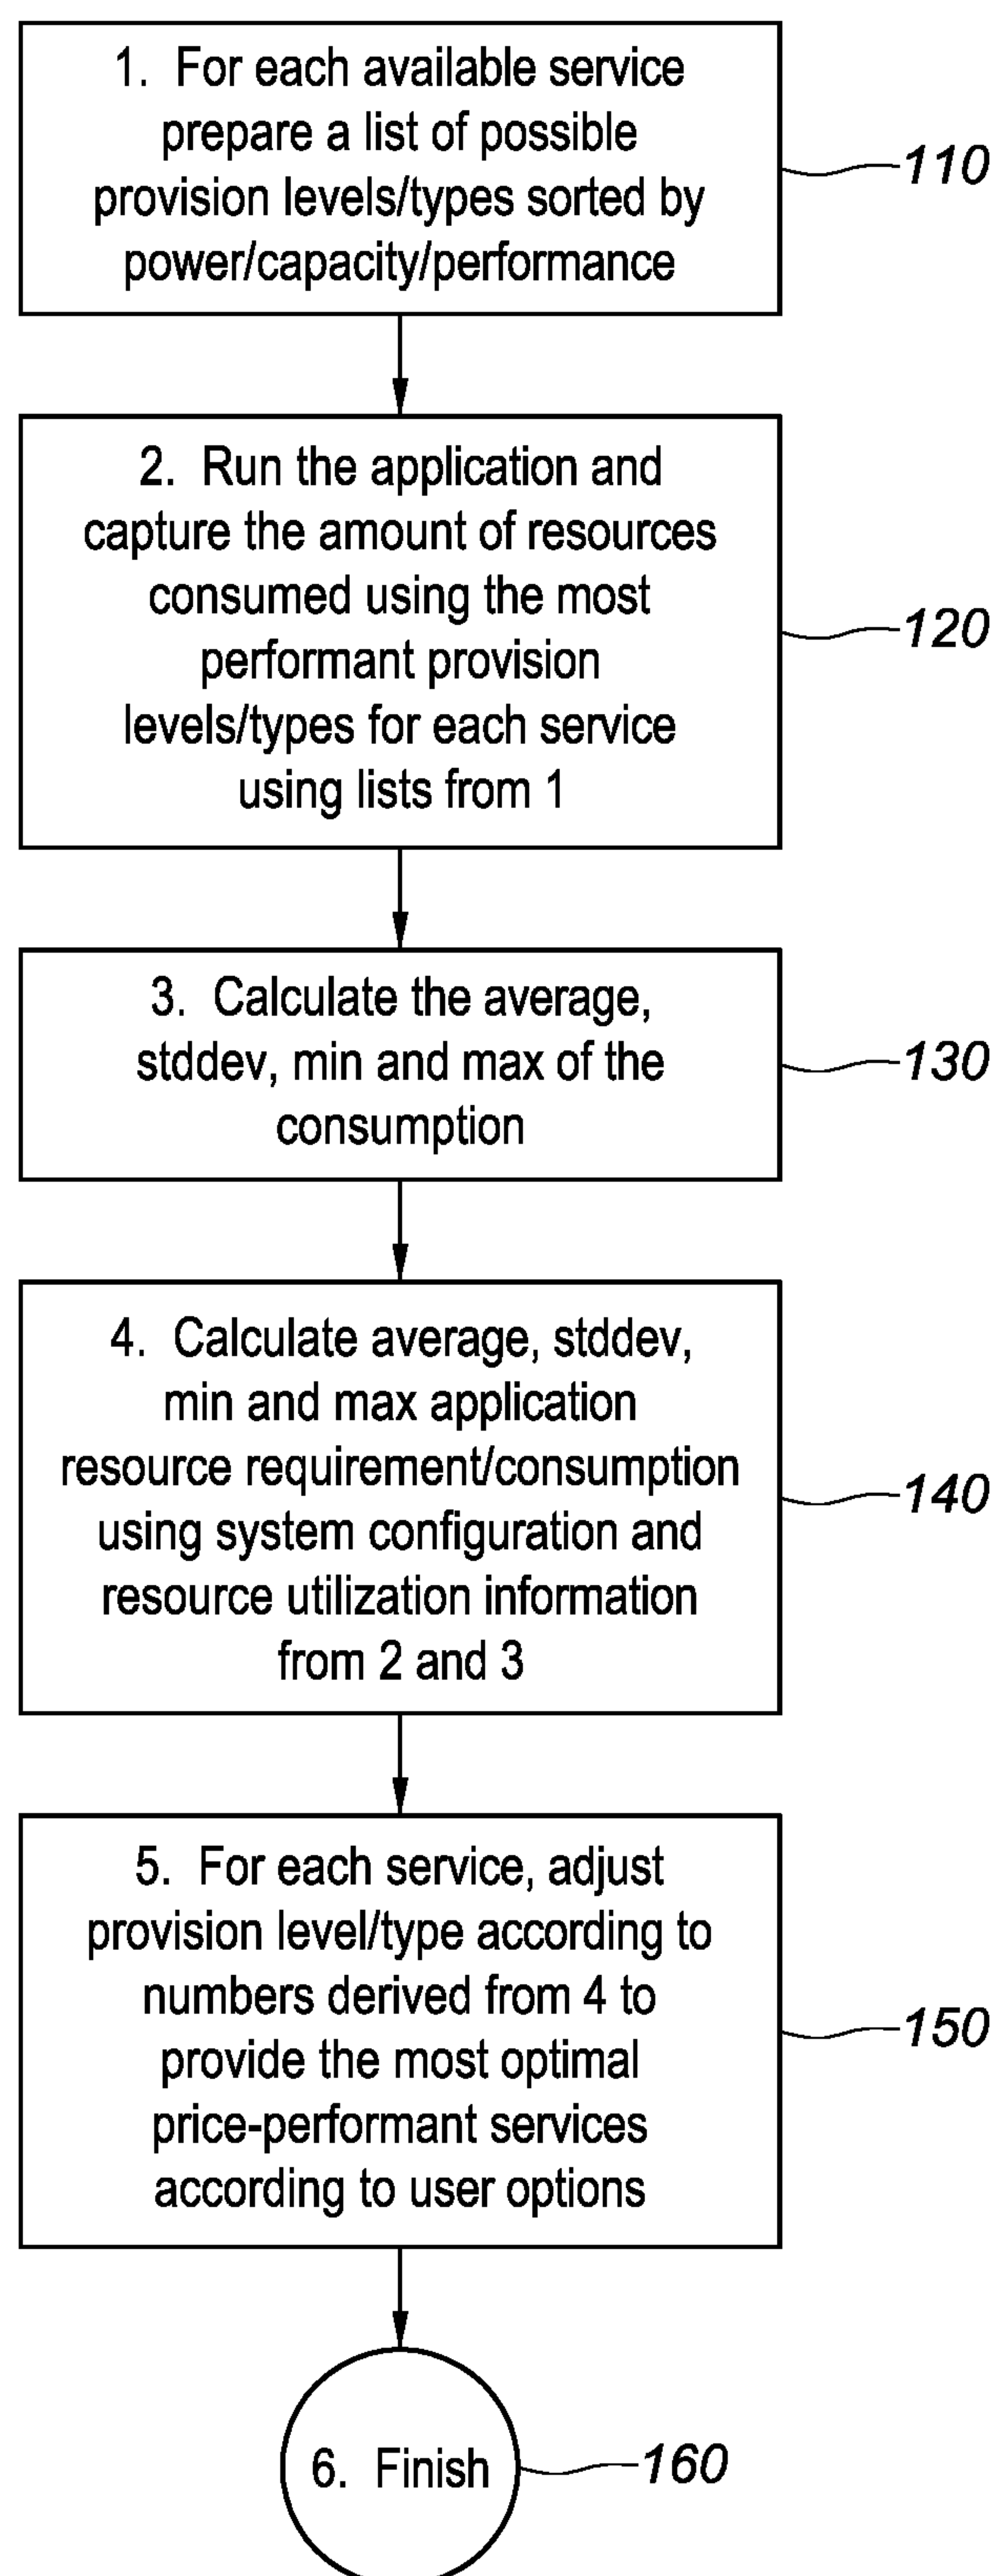 1. For each available service
prepare a list of possible
provision levels/types sorted by
power/capacity/performance
110
2. Run the application and
capture the amount of resources
consumed using the most
performant provision
levels/types for each service
using lists from 1
120
3. Calculate the average,
stddev, min and max of the
consumption
130
4. Calculate average, stddev,
min and max application
resource requirement/consumption
using system configuration and
resource utilization information
from 2 and 3
140
5. For each service, adjust
provision level/type according to
numbers derived from 4 to
provide the most optimal
price-performant services
according to user options
150
6. Finish
160